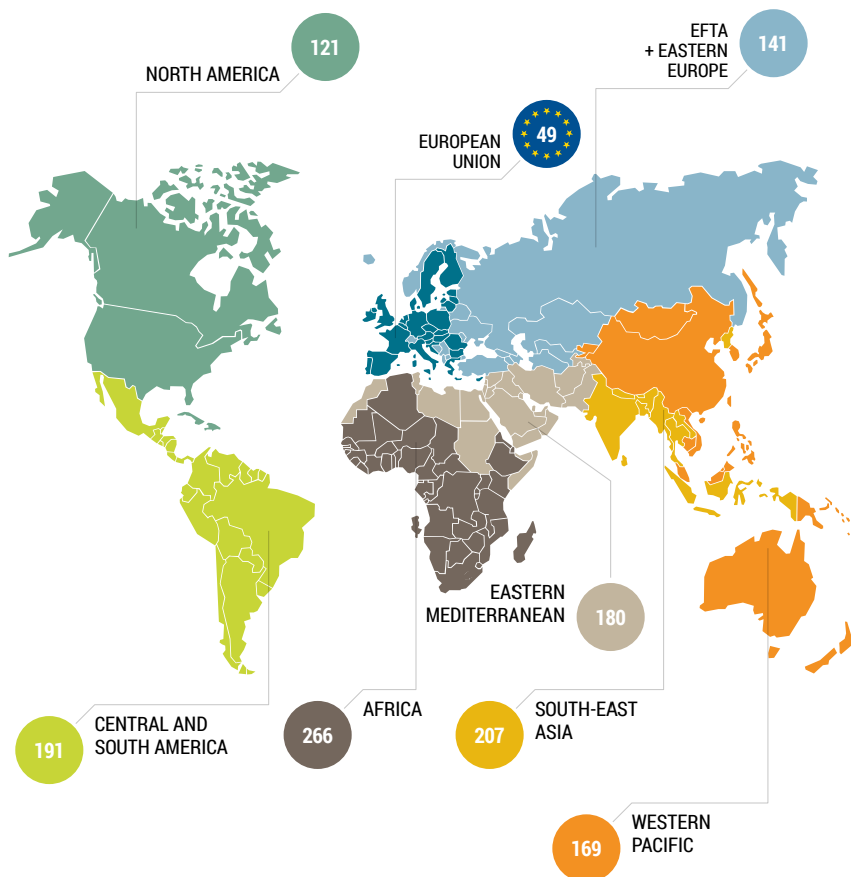 121
NORTH AMERICA
EFTA
+ EASTERN
EUROPE
141
EUROPEAN
UNION
49
EASTERN
MEDITERRANEAN
180
191
CENTRAL AND
SOUTH AMERICA
266
AFRICA
207
SOUTH-EAST
ASIA
169
WESTERN
PACIFIC